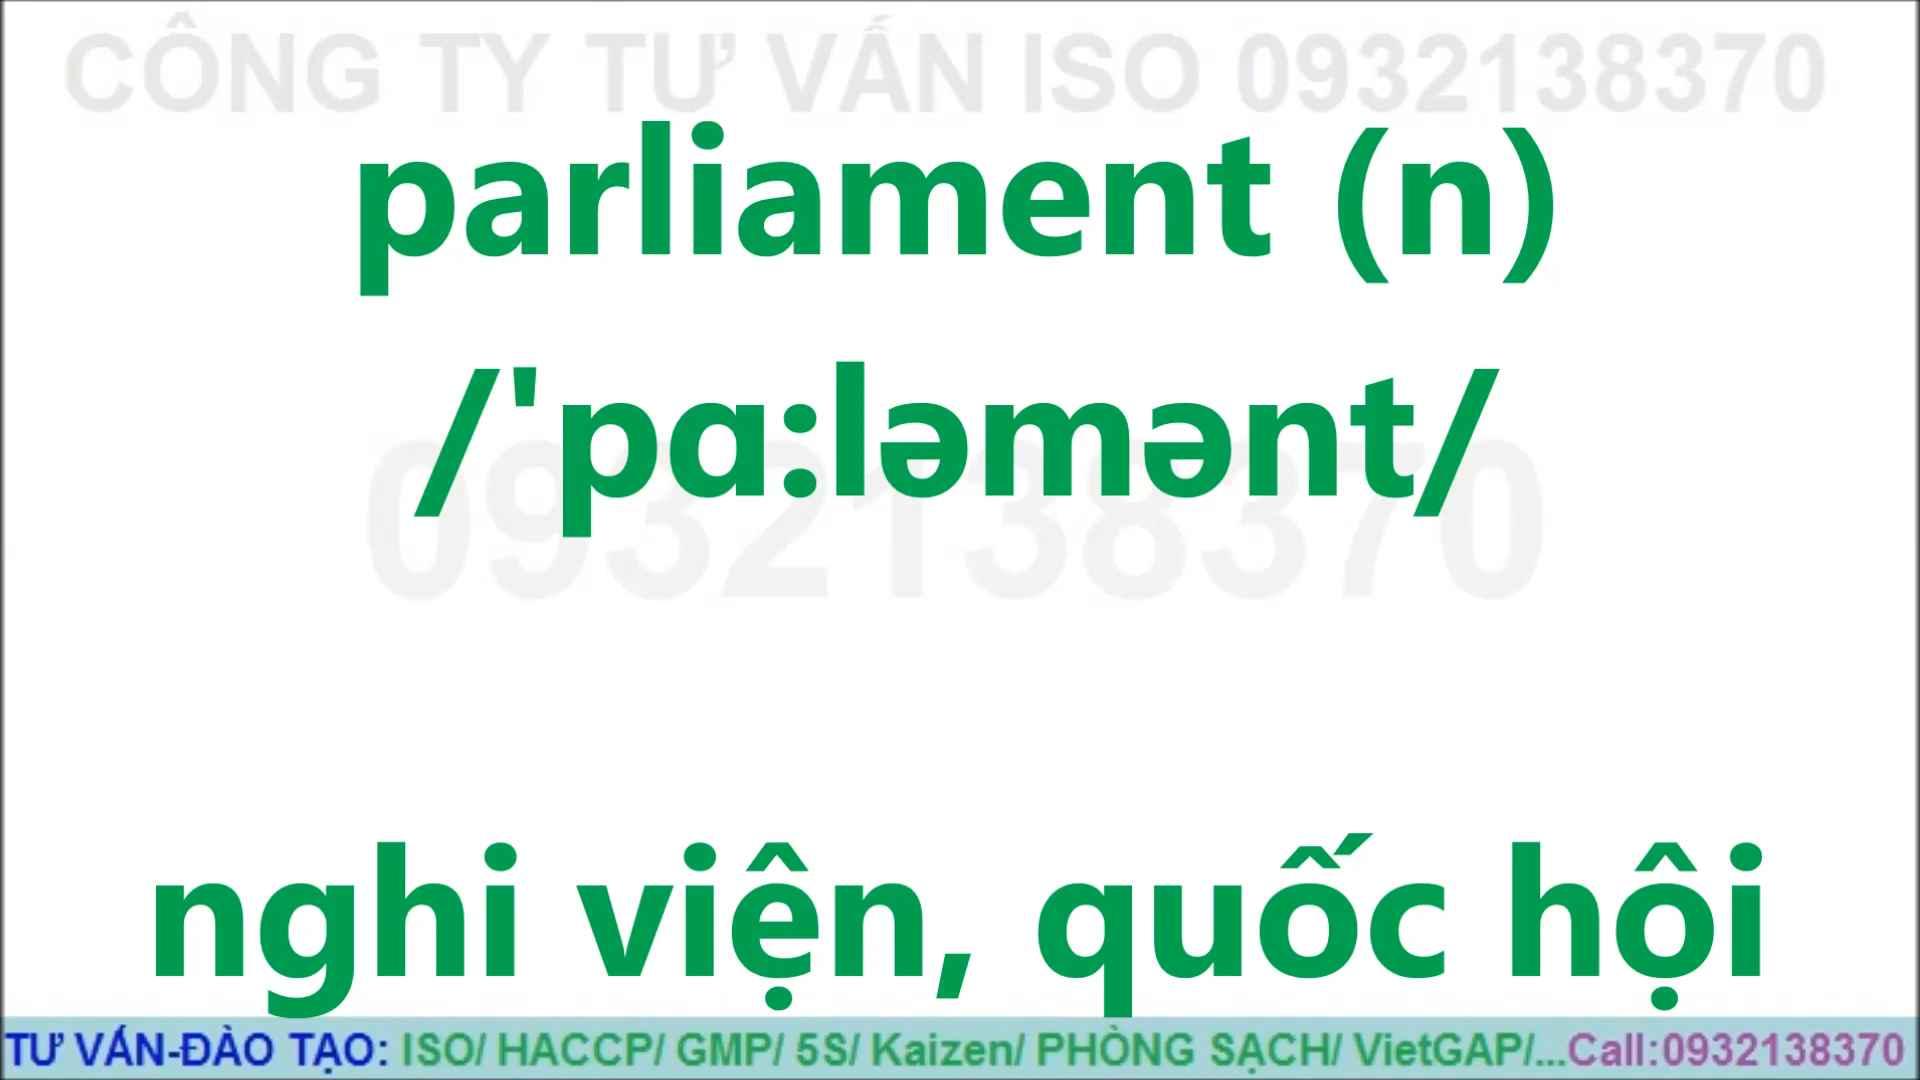 CÔNG TY TƯ VẤN ISO 0932138370
parliament (n)
/'pɑ:ləmənt/
0932138370
nghi viện, quốc hội
TƯ VẤN-ĐÀO TẠO: ISO/ HACCP/ GMP/ 5S/ Kaizen/ PHÒNG SẠCH/ VietGAP/...Call:0932138370